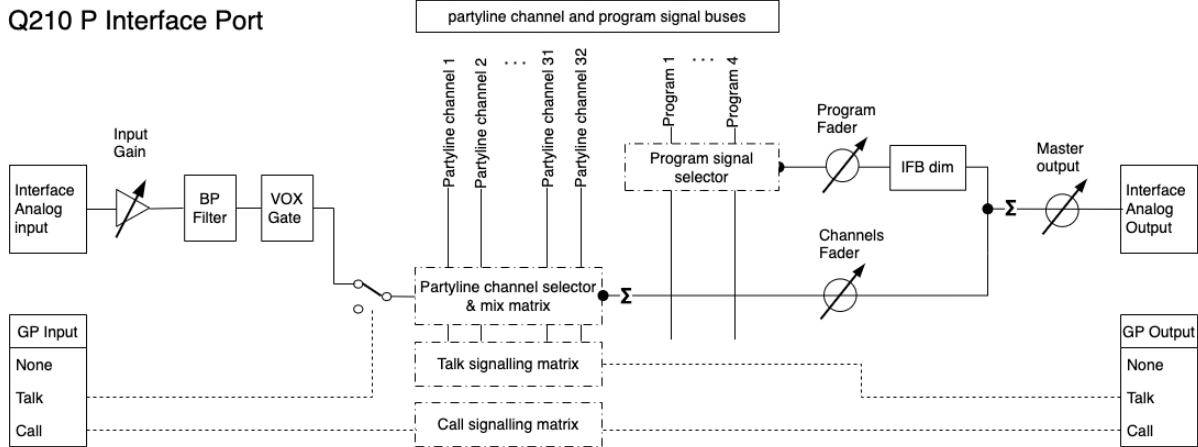 Q210 P Interface Port
partyline channel and program signal buses
Partyline channel 1
Partyline channel 2
. . .
Partyline channel 31
Partyline channel 32
Program 1
. . .
Program 4
Input
Gain
Interface
Analog
input
BP
Filter
VOX
Gate
Program signal
selector
Program
Fader
IFB dim
Master
output
Σ
Interface
Analog
Output
Channels
Fader
Partyline channel selector
& mix matrix
Σ
GP Input
None
Talk
Call
Talk signalling matrix
Call signalling matrix
GP Output
None
Talk
Call